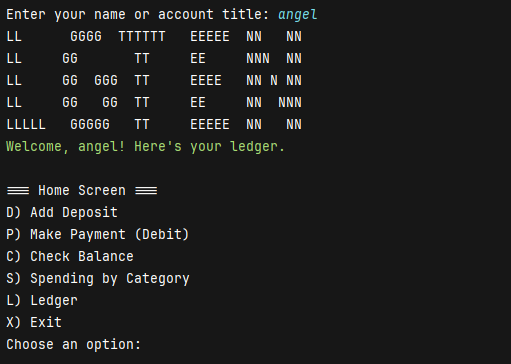 Enter your name or account title: angel
LL      GGGG  TTTTTT   EEEEE  NN   NN
LL     GG       TT     EE     NNN  NN
LL     GG  GGG  TT     EEEE   NN N NN
LL     GG   GG  TT     EE     NN  NNN
LLLLL   GGGGG   TT     EEEEE  NN   NN
Welcome, angel! Here's your ledger.
=== Home Screen ===
D) Add Deposit
P) Make Payment (Debit)
C) Check Balance
S) Spending by Category
L) Ledger
X) Exit
Choose an option: